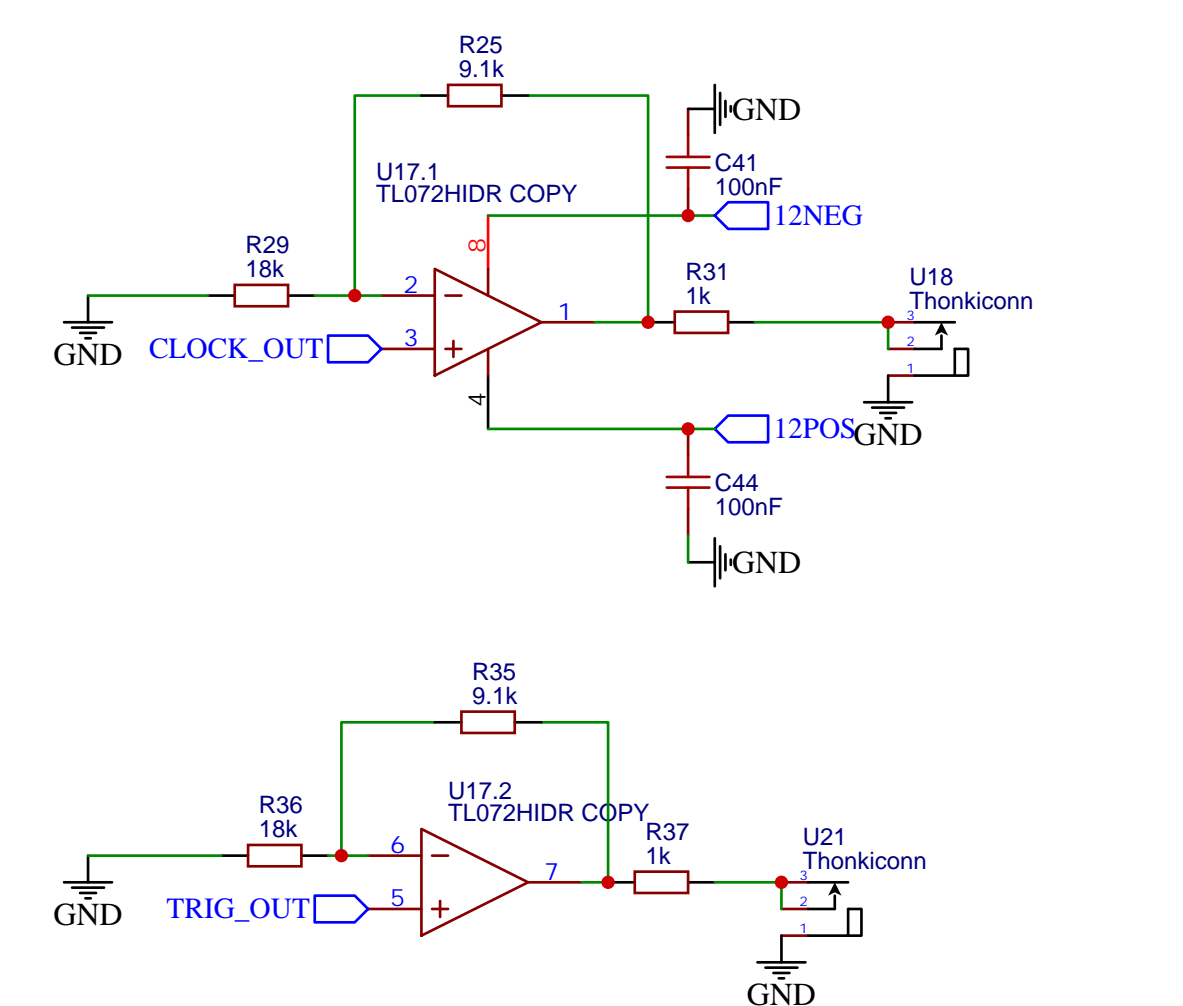 R25
9.1k
GND
U17.1
TL072HIDR COPY
C41
100nF
12NEG
8
R29
18k
2
R31
1k
U18
Thonkiconn
1
3
GND
CLOCK_OUT
3
2
1
4
12POS
GND
C44
100nF
GND
R35
9.1k
U17.2
TL072HIDR COPY
R36
18k
6
R37
1k
U21
Thonkiconn
7
3
GND
TRIG_OUT
5
2
1
GND